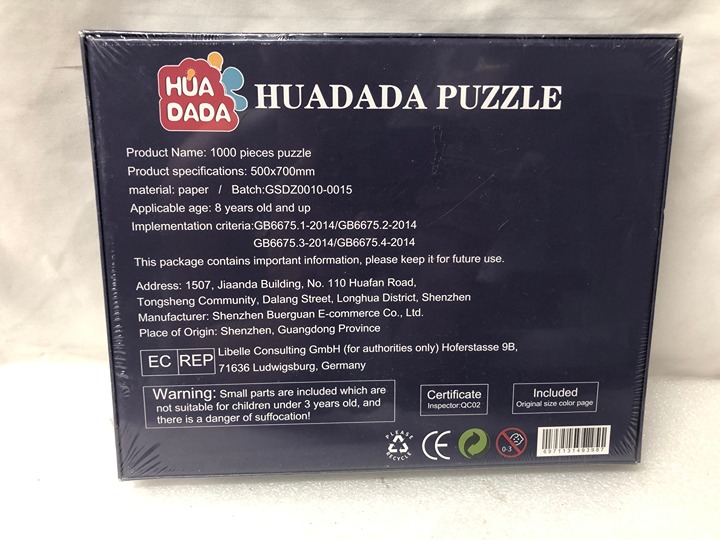 HUA
DADA
HUADADA PUZZLE
Product Name: 1000 pieces puzzle
Product specifications: 500x700mm
material: paper / Batch:GSDZ0010-0015
Applicable age: 8 years old and up
Implementation criteria:GB6675.1-2014/GB6675.2-2014
GB6675.3-2014/GB6675.4-2014
This package contains important information, please keep it for future use.
Address: 1507, Jiaanda Building, No. 110 Huafan Road,
Tongsheng Community, Dalang Street, Longhua District, Shenzhen
Manufacturer: Shenzhen Buerguan E-commerce Co., Ltd.
Place of Origin: Shenzhen, Guangdong Province
EC REP
Libelle Consulting GmbH (for authorities only) Hoferstasse 9B,
71636 Ludwigsburg, Germany
Warning: Small parts are included which are
not suitable for children under 3 years old, and
there is a danger of suffocation!
Certificate
Inspector:QC02
Included
Original size color page
PLEASE
RECYCLE
CE
0-3
6971131493987